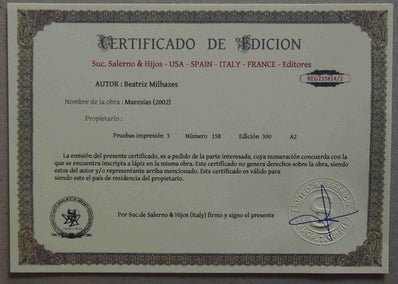 CERTIFICADO DE EDICION
Suc. Salerno & Hijos - USA - SPAIN - ITALY - FRANCE - Editores
REG235814/2
AUTOR : Beatriz Milhazes
Nombre de la obra : Marosias (2002)
Propietario :
Pruebas impresión 3 Número 158 Edición 300 A2
La emisión del presente certificado, es a pedido de la parte interesada, cuya numeración concuerda con la
que se encuentra inscripta a lápiz en la misma obra. Este certificado no genera derechos sobre la obra, siendo
estos del autor y/o representante arriba mencionado. Este certificado es válido para
siendo este el país de residencia del propietario.
Por Suc.de Salerno & Hijos (Italy) firmo y signo el presente